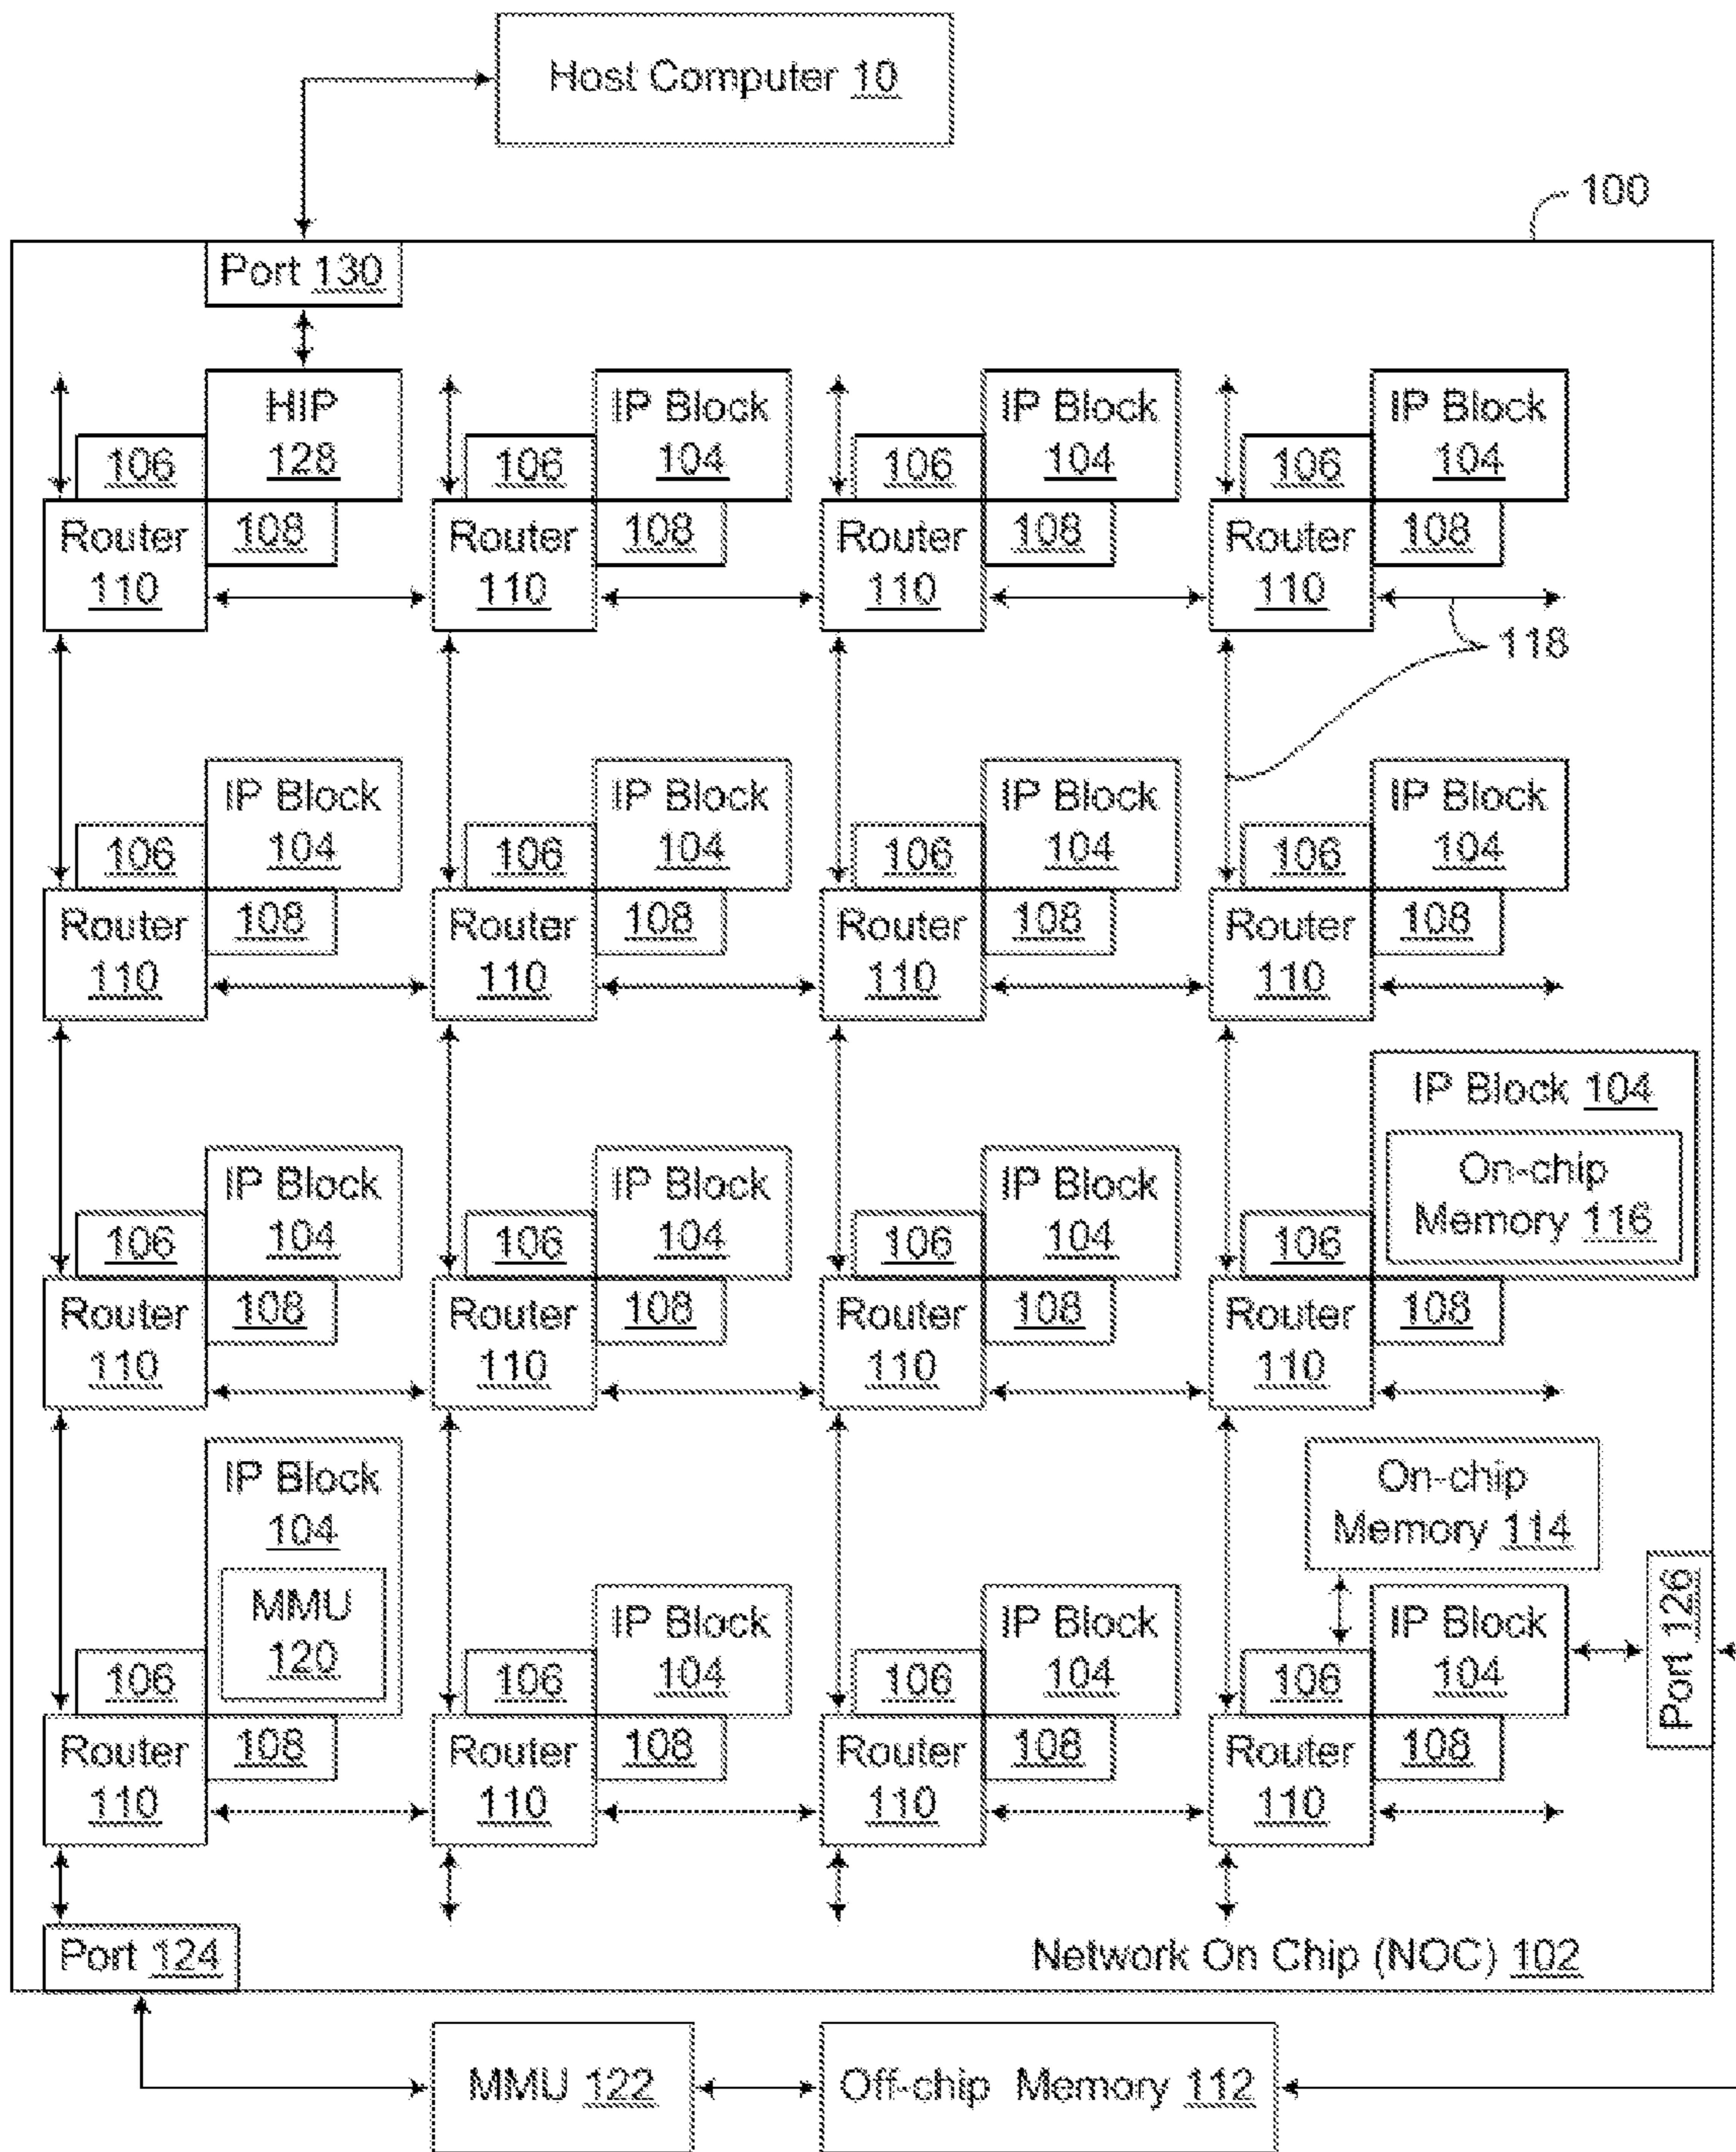 Host Computer 10
100
Port 130
HIP
128
IP Block
104
IP Block
104
IP Block
104
106
106
106
106
Router
110
108
Router
110
108
Router
110
108
Router
110
108
118
IP Block
104
IP Block
104
IP Block
104
IP Block
104
106
106
106
106
Router
110
108
Router
110
108
Router
110
108
Router
110
108
IP Block 104
On-chip
Memory 116
IP Block
104
IP Block
104
IP Block
104
106
106
106
106
Router
110
108
Router
110
108
Router
110
108
Router
110
108
IP Block
104
MMU
120
On-chip
Memory 114
IP Block
104
IP Block
104
IP Block
104
Port 126
106
106
106
106
Router
110
108
Router
110
108
Router
110
108
Router
110
108
Port 124
Network On Chip (NOC) 102
MMU 122
Off-chip Memory 112